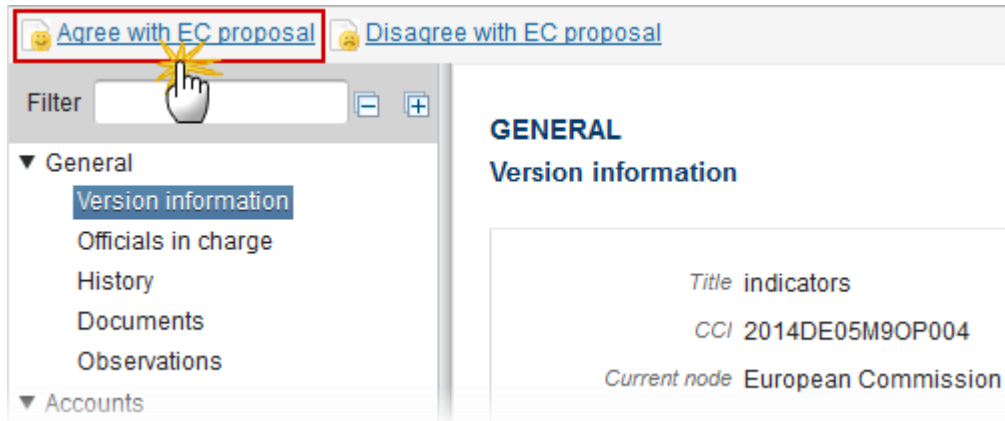 Agree with EC proposal Disagree with EC proposal
Filter
▼ General
Version information
Officials in charge
History
Documents
Observations
▼ Accounts
GENERAL
Version information
Title indicators
CCI 2014DE05M9OP004
Current node European Commission